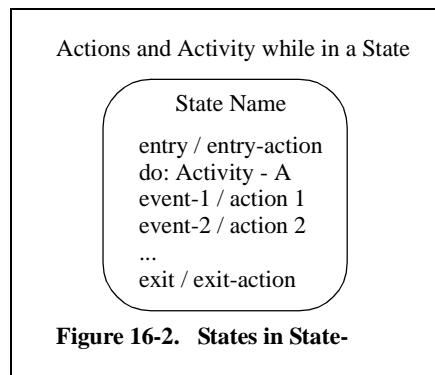 Actions and Activity while in a State
State Name
entry / entry-action
do: Activity - A
event-1 / action 1
event-2 / action 2
...
exit / exit-action
Figure 16-2. States in State-